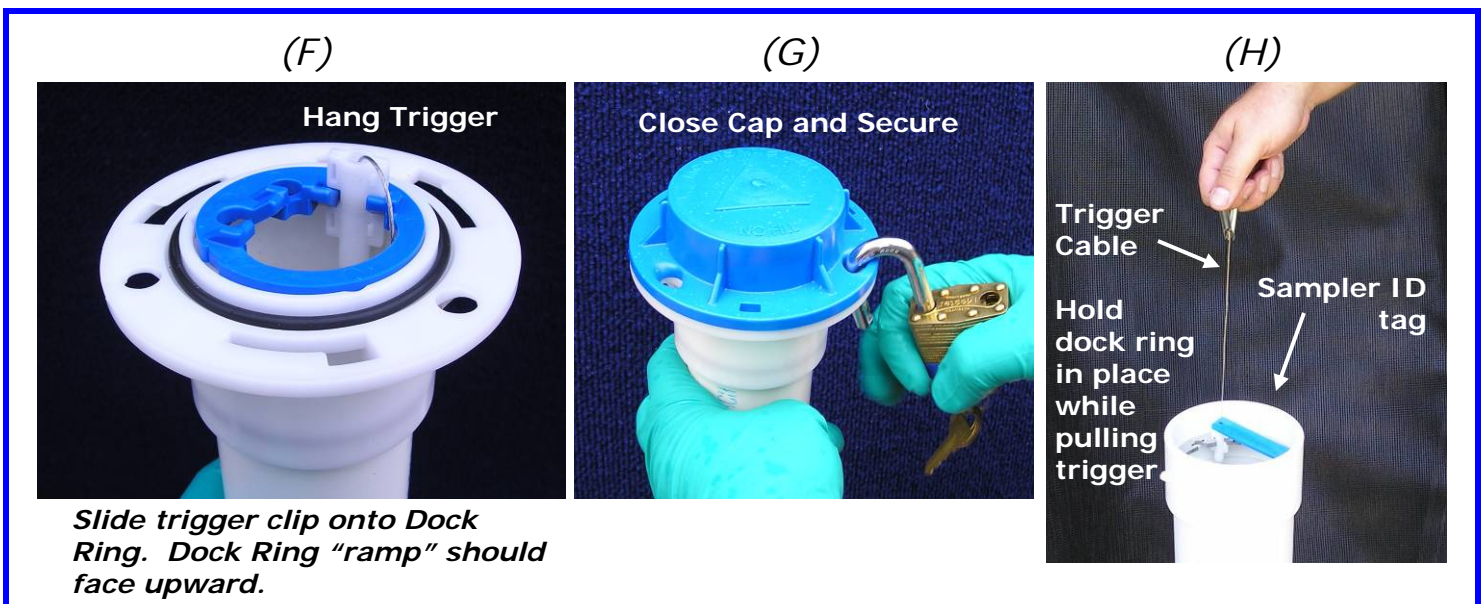 (F)
Hang Trigger
Slide trigger clip onto Dock
Ring. Dock Ring “ramp” should
face upward.
(G)
Close Cap and Secure
(H)
Trigger
Cable
Sampler ID
tag
Hold
dock ring
in place
while
pulling
trigger